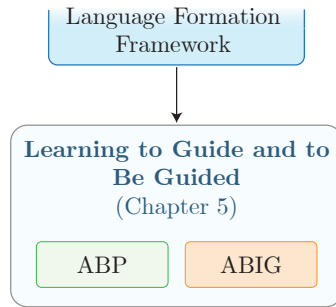 Language Formation
Framework
Learning to Guide and to
Be Guided
(Chapter 5)
ABP
ABIG